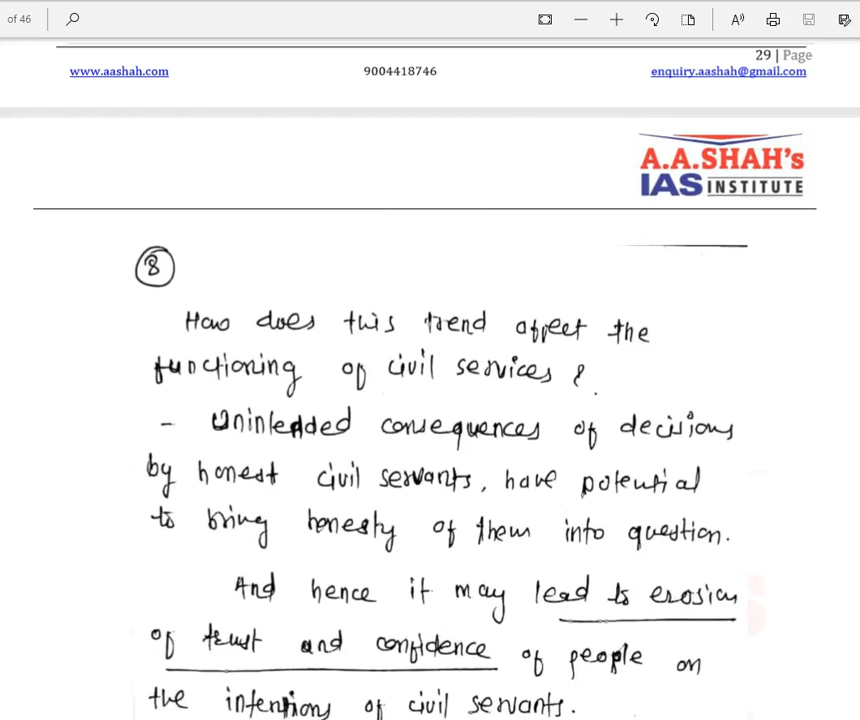 of 46
29 | Page
www.aashah.com 9004418746 enquiry.aashah@gmail.com
A.A.SHAH's
IAS INSTITUTE
8
How does this trend affect the
functioning of civil services ?
- Unintended consequences of decisions
by honest civil servants, have potential
to bring honesty of them into question.
And hence it may lead to erosion
of trust and confidence of people on
the intentions of civil servants.